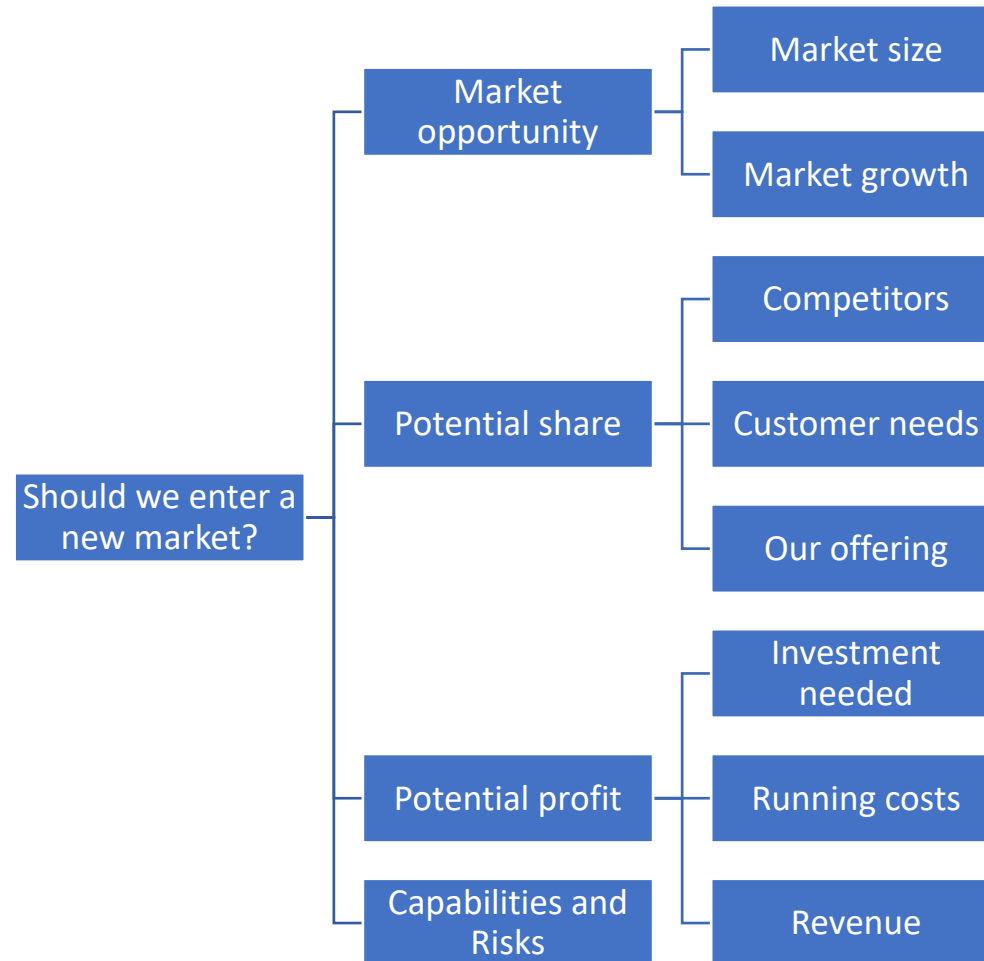 Should we enter a
new market?
Market
opportunity
Market size
Market growth
Potential share
Competitors
Customer needs
Our offering
Potential profit
Investment
needed
Running costs
Revenue
Capabilities and
Risks